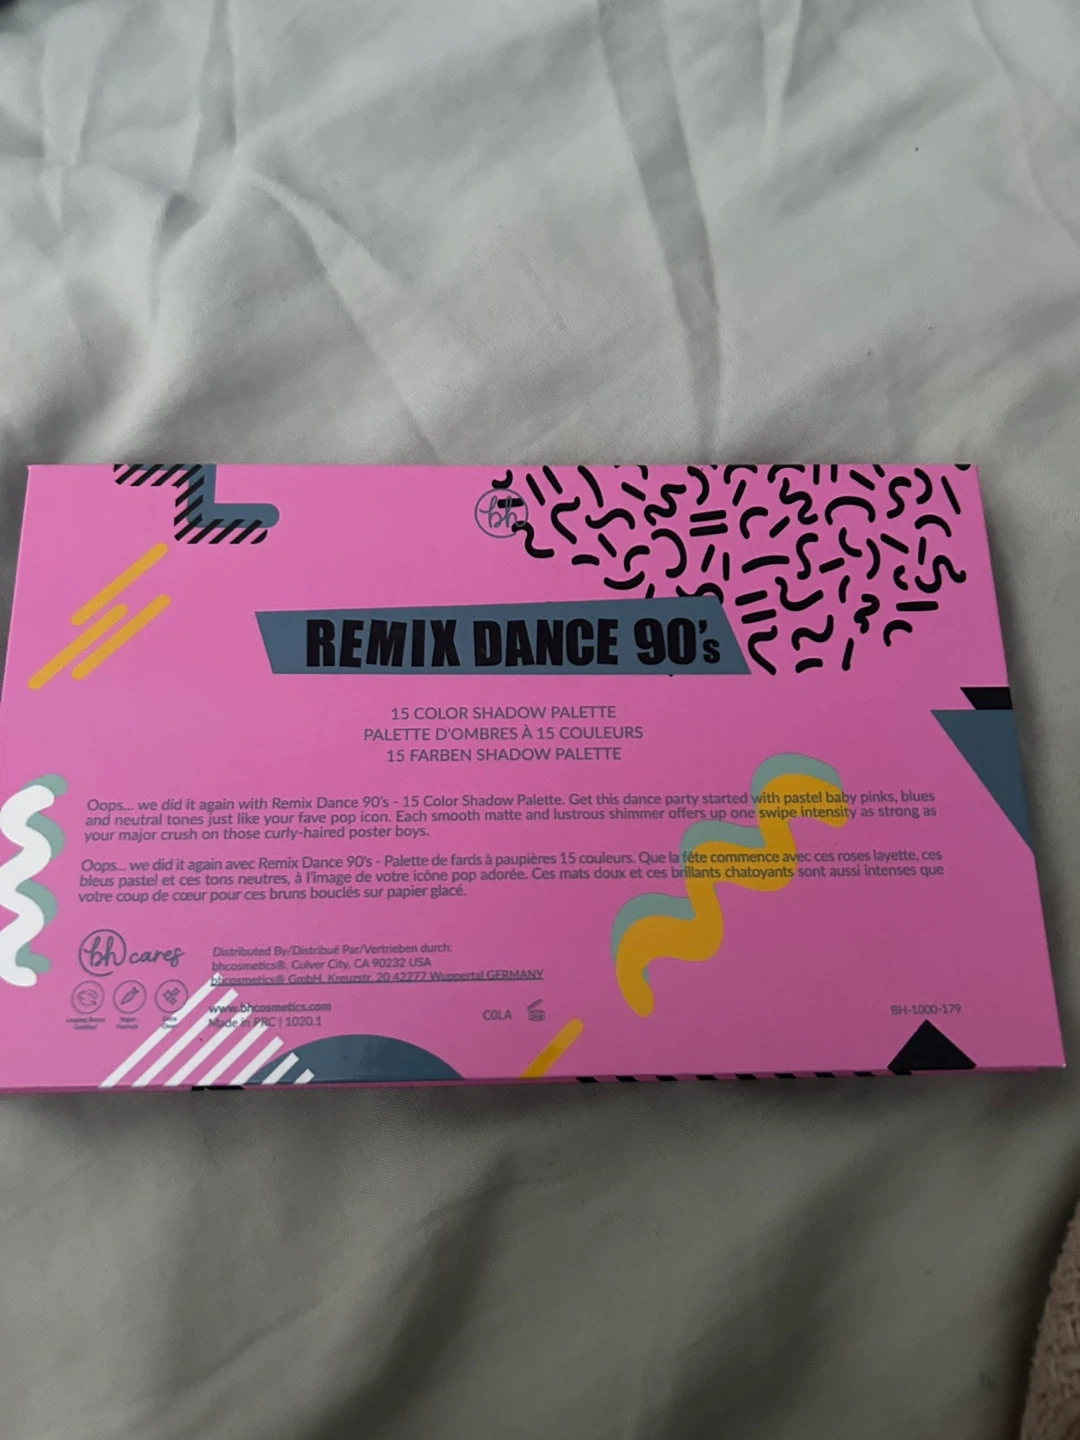 bh
REMIX DANCE 90's
15 COLOR SHADOW PALETTE
PALETTE D'OMBRES À 15 COULEURS
15 FARBEN SHADOW PALETTE
Oops... we did it again with Remix Dance 90's - 15 Color Shadow Palette. Get this dance party started with pastel baby pinks, blues
and neutral tones just like your fave pop icon. Each smooth matte and lustrous shimmer offers up one swipe intensity as strong as
your major crush on those curly-haired poster boys.
Oops... we did it again avec Remix Dance 90's - Palette de fards à paupières 15 couleurs. Que la fête commence avec ces roses layette, ces
bleus pastel et ces tons neutres, à l'image de votre icône pop adorée. Ces mats doux et ces brillants chatoyants sont aussi intenses que
votre coup de cœur pour ces bruns bouclés sur papier glacé.
bh cares
Distributed By/Distribué Par/Vertrieben durch:
bhcosmetics®, Culver City, CA 90232 USA
bhcosmetics® GmbH, Kreuzstr. 20 42277 Wuppertal GERMANY
www.bhcosmetics.com
Made in PRC | 1020.1
C0LA
BH-1000-179